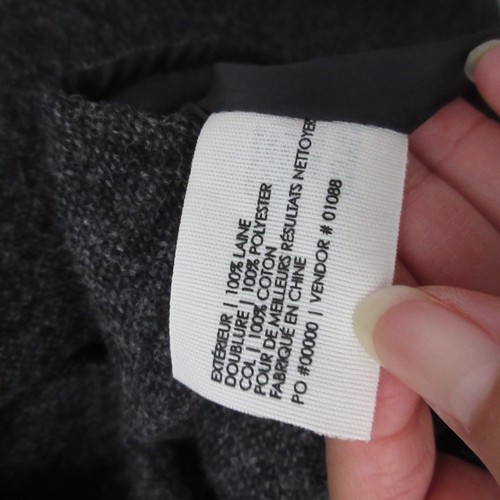 EXTÉRIEUR | 100% LAINE
DOUBLURE | 100% POLYESTER
COL | 100% COTON
POUR DE MEILLEURS RÉSULTATS NETTOYER
FABRIQUÉ EN CHINE
PO #00000 | VENDOR # 01088